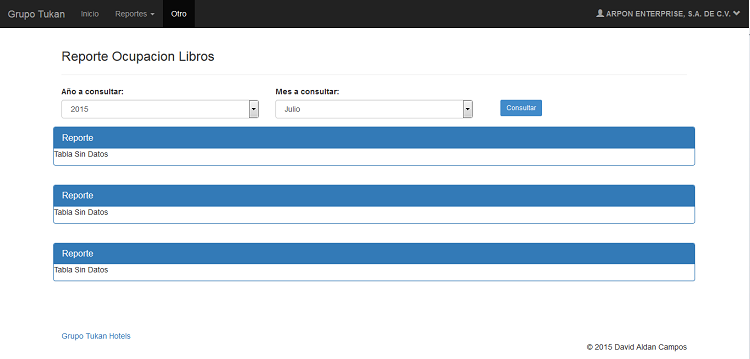 Grupo Tukan Inicio Reportes Otro ARPON ENTERPRISE, S.A. DE C.V.
Reporte Ocupacion Libros
Año a consultar: Mes a consultar:
2015 Julio Consultar
Reporte
Tabla Sin Datos
Reporte
Tabla Sin Datos
Reporte
Tabla Sin Datos
Grupo Tukan Hotels
© 2015 David Aldan Campos